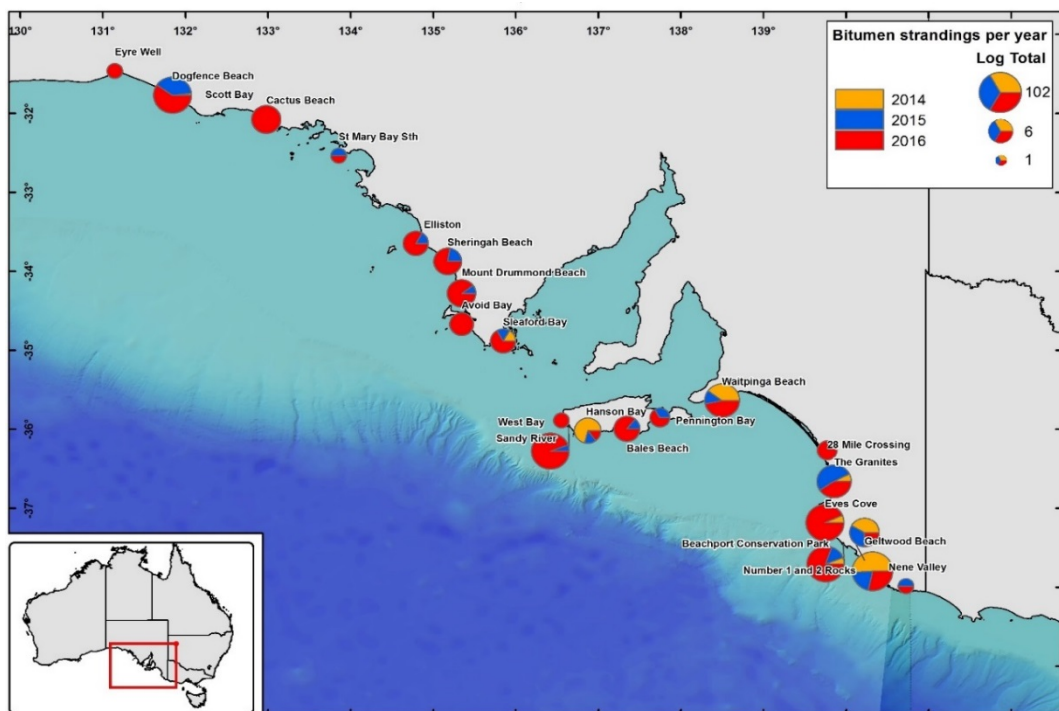 130° 131° 132° 133° 134° 135° 136° 137° 138° 139°
Bitumen strandings per year
Log Total
2014
2015
2016
102
6
1
Eyre Well
Dogfence Beach
Scott Bay
Cactus Beach
St Mary Bay Sth
Elliston
Sheringah Beach
Mount Drummond Beach
Avoid Bay
Sleaford Bay
Waitpinga Beach
West Bay
Hanson Bay
Pennington Bay
Sandy River
Bales Beach
28 Mile Crossing
The Granites
Eves Cove
Geltwood Beach
Beachport Conservation Park
Number 1 and 2 Rocks
Nene Valley
-32°
-33°
-34°
-35°
-36°
-37°